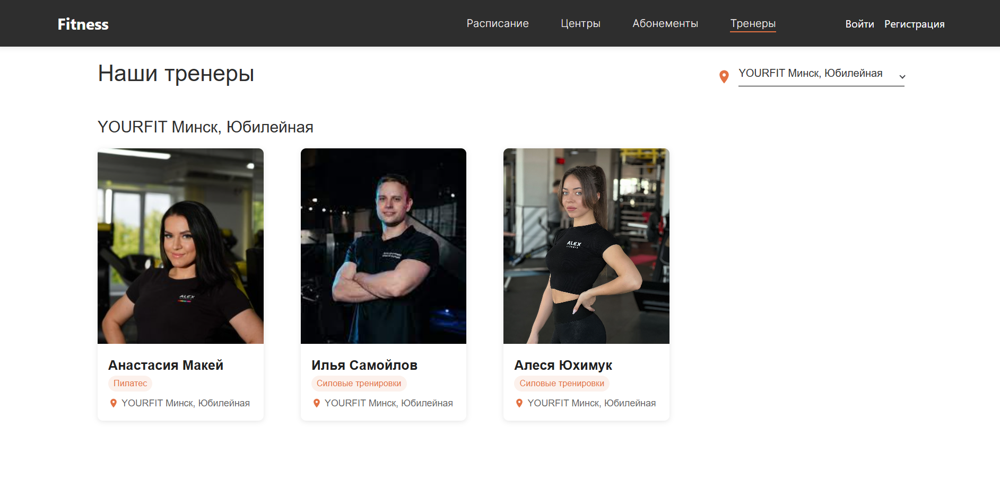 Fitness
Расписание
Центры
Абонементы
Тренеры
Войти
Регистрация
Наши тренеры
YOURFIT Минск, Юбилейная
YOURFIT Минск, Юбилейная
ALEX
ALEX
FITNESS
Анастасия Макей
Пилатес
YOURFIT Минск, Юбилейная
Илья Самойлов
Силовые тренировки
YOURFIT Минск, Юбилейная
Алеся Юхимук
Силовые тренировки
YOURFIT Минск, Юбилейная